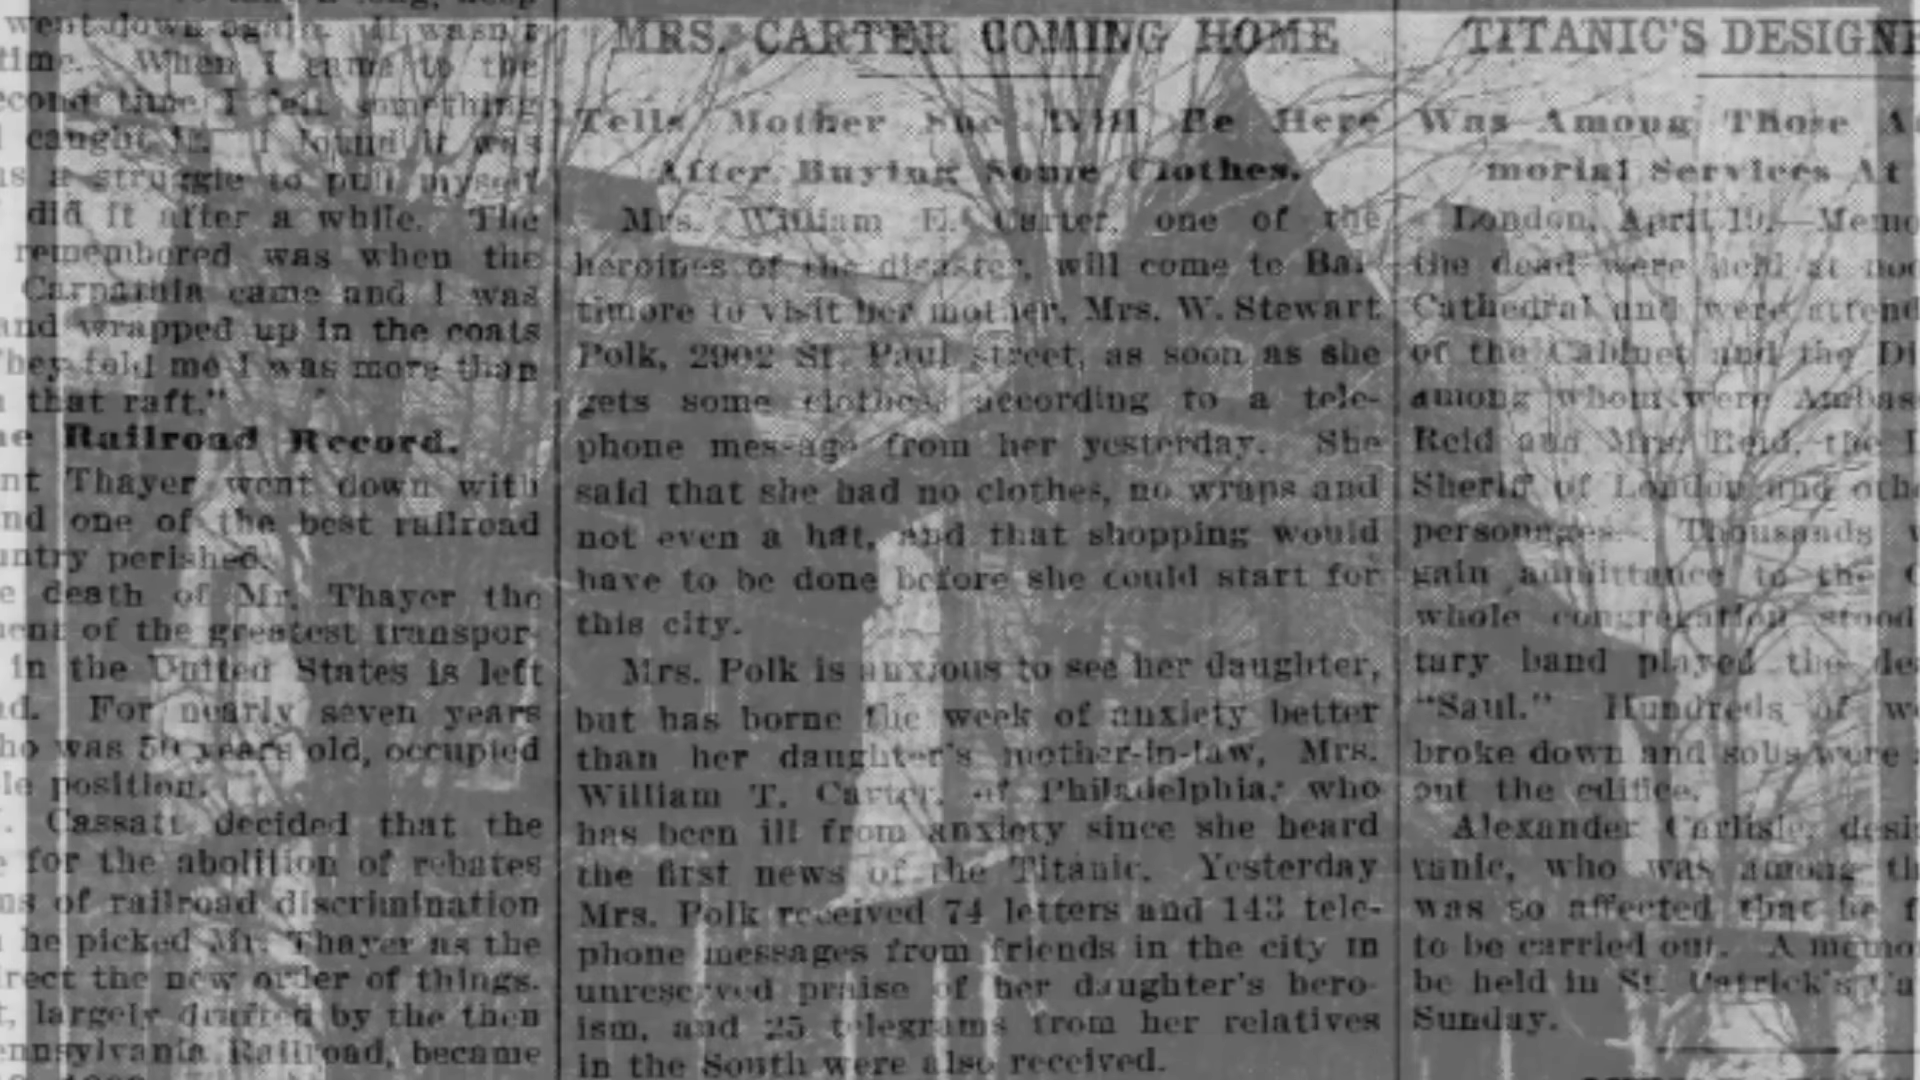 went down again. It wasn't
time. When I came to the
second time I felt something
caught it. I found it was
as a struggle to pull myself
did it after a while. The
remembered was when the
Carpathia came and I was
and wrapped up in the coats
They told me I was more than
that raft."
Railroad Record.
nt Thayer went down with
nd one of the best railroad
untry perished.
e death of Mr. Thayer the
ent of the greatest transpor-
in the United States is left
d. For nearly seven years
ho was 50 years old, occupied
le position.
Cassatt decided that the
for the abolition of rebates
ns of railroad discrimination
he picked Mr. Thayer as the
rect the new order of things.
largely drafted by the then
ennsylvania Railroad, became
MRS. CARTER COMING HOME
Tells Mother She Will Be Here
After Buying Some Clothes.
Mrs. William E. Carter, one of the
heroines of the disaster, will come to Bal-
timore to visit her mother, Mrs. W. Stewart
Polk, 2902 St. Paul street, as soon as she
gets some clothes, according to a tele-
phone message from her yesterday. She
said that she had no clothes, no wraps and
not even a hat, and that shopping would
have to be done before she could start for
this city.
Mrs. Polk is anxious to see her daughter,
but has borne the week of anxiety better
than her daughter's mother-in-law, Mrs.
William T. Carter, of Philadelphia, who
has been ill from anxiety since she heard
the first news of the Titanic. Yesterday
Mrs. Polk received 74 letters and 143 tele-
phone messages from friends in the city in
unreserved praise of her daughter's hero-
ism, and 25 telegrams from her relatives
in the South were also received.
TITANIC'S DESIGNE
Was Among Those A
morial Services At
London, April 19.—Memo
the dead were held at noo
Cathedral and were attend
of the Cabinet and the Di
among whom were Ambas
Reid and Mrs. Reid, the L
Sheriff of London and othe
personages. Thousands
gain admittance to the C
whole congregation stood
tary band played the dea
"Saul." Hundreds of wo
broke down and sobs were
out the edifice.
Alexander Carlisle, desi
tanic, who was among th
was so affected that he f
to be carried out. A memo
be held in St. Patrick's Ca
Sunday.